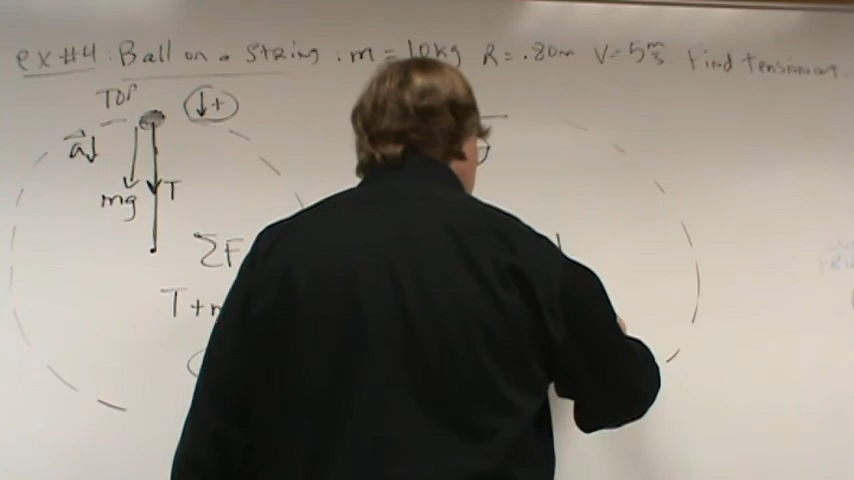 ex #4. Ball on a String : m = 10kg R = .80m V = 5 m/s. Find tension
TOP ↓+
a↓
mg T
ΣF
T+m